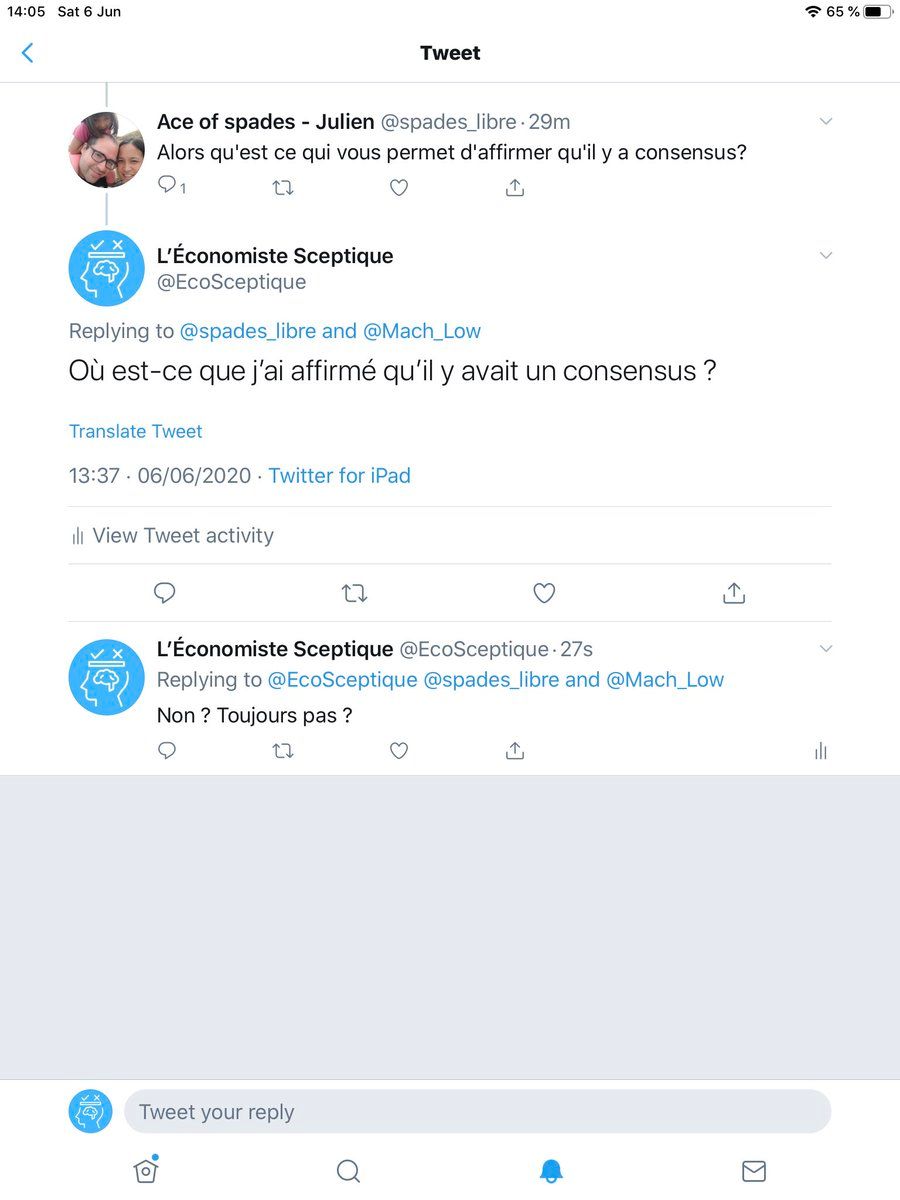 14:05 Sat 6 Jun 65 %
Tweet
Ace of spades - Julien @spades_libre · 29m
Alors qu'est ce qui vous permet d'affirmer qu'il y a consensus?
1
L’Économiste Sceptique
@EcoSceptique
Replying to @spades_libre and @Mach_Low
Où est-ce que j’ai affirmé qu’il y avait un consensus ?
Translate Tweet
13:37 · 06/06/2020 · Twitter for iPad
View Tweet activity
L’Économiste Sceptique @EcoSceptique · 27s
Replying to @EcoSceptique @spades_libre and @Mach_Low
Non ? Toujours pas ?
Tweet your reply